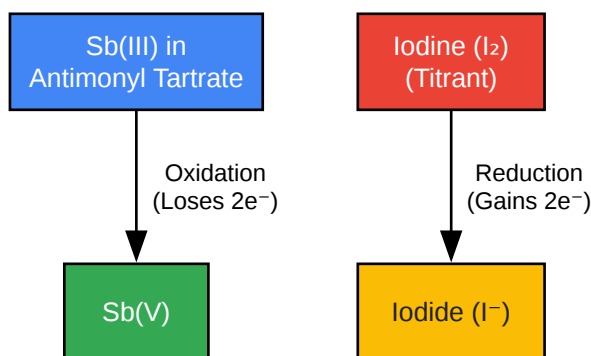 Sb(III) in
Antimonyl Tartrate
Iodine (I₂)
(Titrant)
Oxidation
(Loses 2e⁻)
Reduction
(Gains 2e⁻)
Sb(V)
Iodide (I⁻)